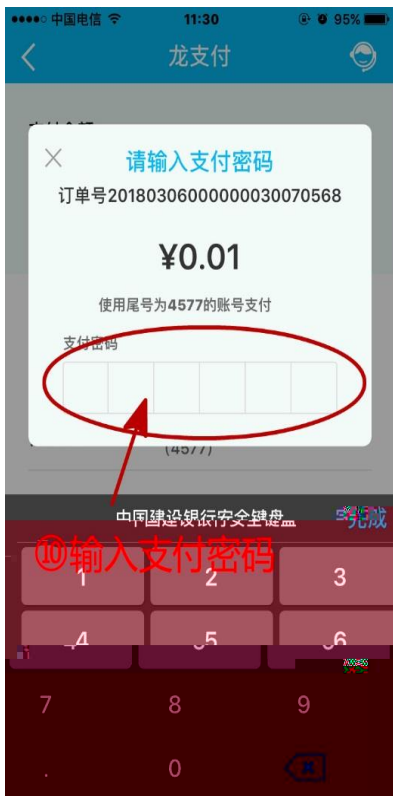 中国电信 11:30 95%
龙支付
请输入支付密码
订单号20180306000000030070568
¥0.01
使用尾号为4577的账号支付
支付密码
(4577)
中国建设银行安全键盘 完成
⑩输入支付密码
1 2 3
4 5 6
7 8 9
. 0